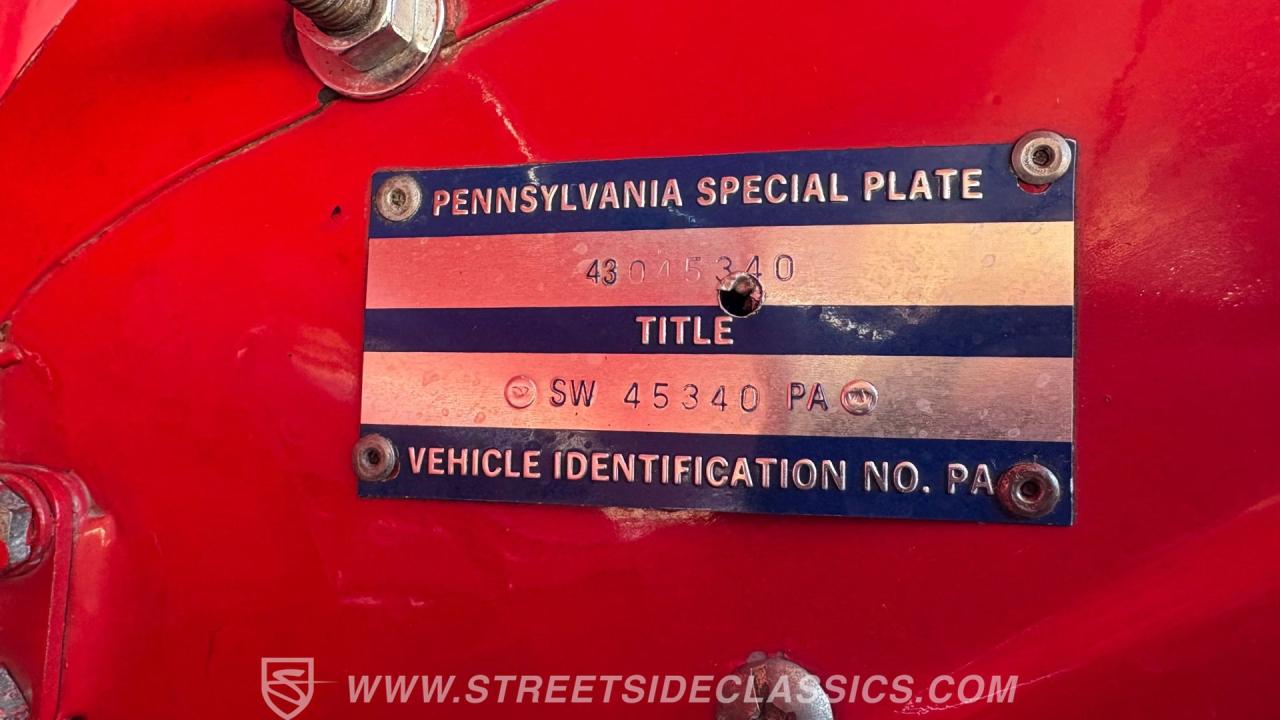 PENNSYLVANIA SPECIAL PLATE
43045340
TITLE
SW 45340 PA
VEHICLE IDENTIFICATION NO. PA
WWW.STREETSIDECLASSICS.COM